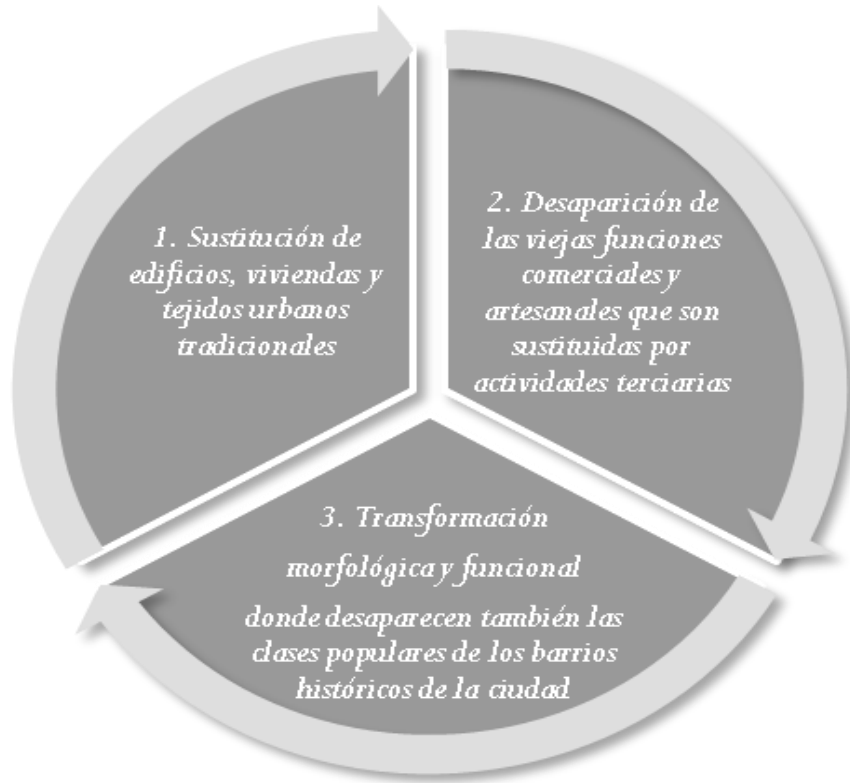 1. Sustitución de
edificios, viviendas y
tejidos urbanos
tradicionales
2. Desaparición de
las viejas funciones
comerciales y
artesanales que son
sustituidas por
actividades terciarias
3. Transformación
morfológica y funcional
donde desaparecen también las
clases populares de los barrios
históricos de la ciudad